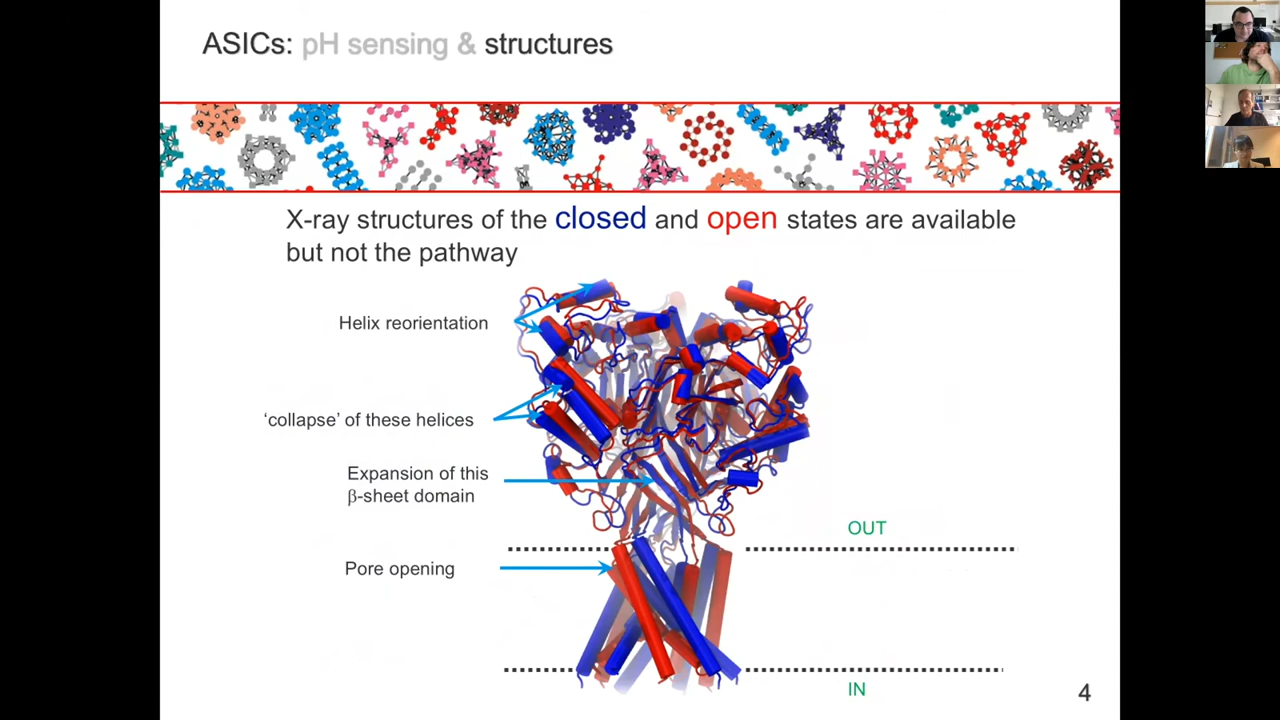 ASICs: pH sensing & structures
X-ray structures of the closed and open states are available
but not the pathway
Helix reorientation
‘collapse’ of these helices
Expansion of this
β-sheet domain
OUT
Pore opening
IN
4